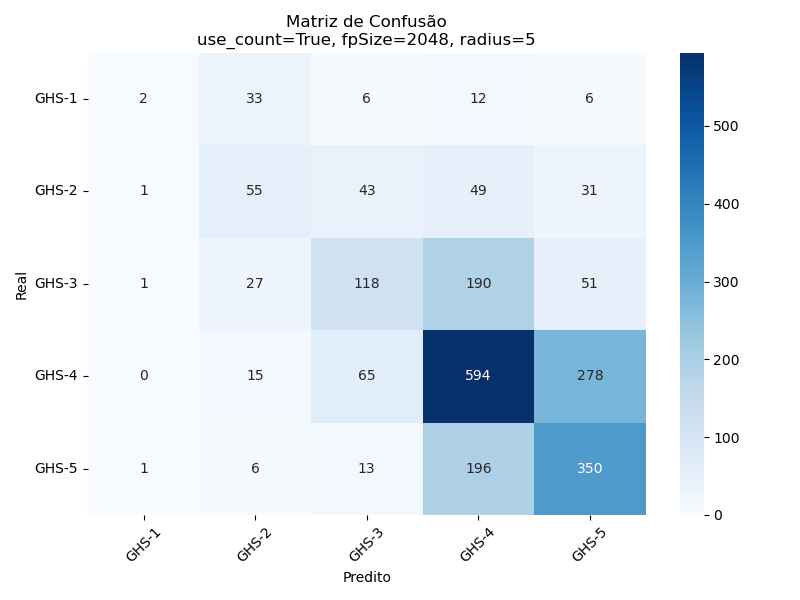 Matriz de Confusão
use_count=True, fpSize=2048, radius=5
Real
GHS-1 2 33 6 12 6
GHS-2 1 55 43 49 31
GHS-3 1 27 118 190 51
GHS-4 0 15 65 594 278
GHS-5 1 6 13 196 350
GHS-1 GHS-2 GHS-3 GHS-4 GHS-5
Predito
500
400
300
200
100
0